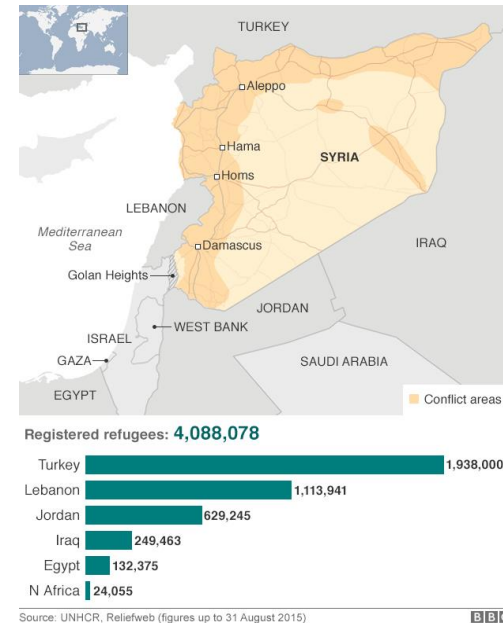 TURKEY
Aleppo
Hama
SYRIA
Homs
LEBANON
Mediterranean
Sea
Damascus
IRAQ
Golan Heights
JORDAN
WEST BANK
ISRAEL
GAZA
SAUDI ARABIA
EGYPT
Conflict areas
Registered refugees: 4,088,078
Turkey 1,938,000
Lebanon 1,113,941
Jordan 629,245
Iraq 249,463
Egypt 132,375
N Africa 24,055
Source: UNHCR, Reliefweb (figures up to 31 August 2015) BBC